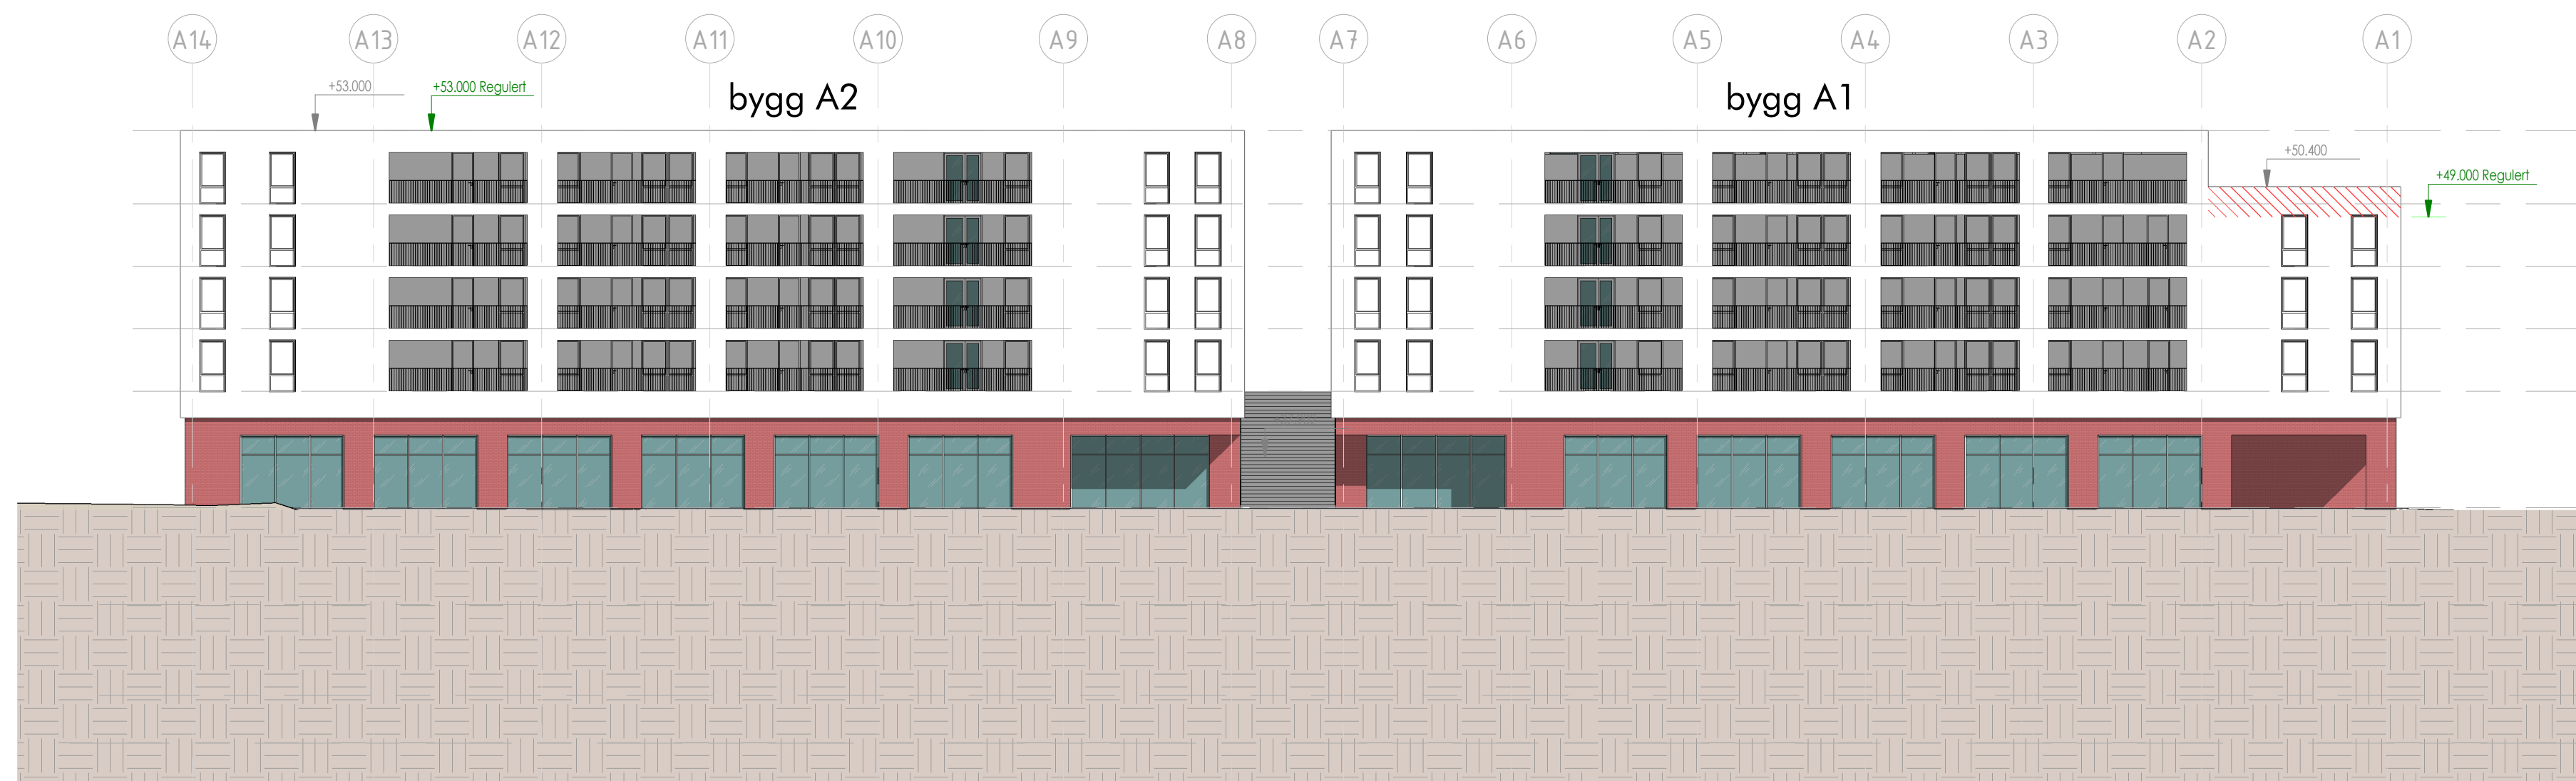 A14 A13 A12 A11 A10 A9 A8 A7 A6 A5 A4 A3 A2 A1
+53.000
+53.000 Regulert
bygg A2
bygg A1
+50.400
+49.000 Regulert